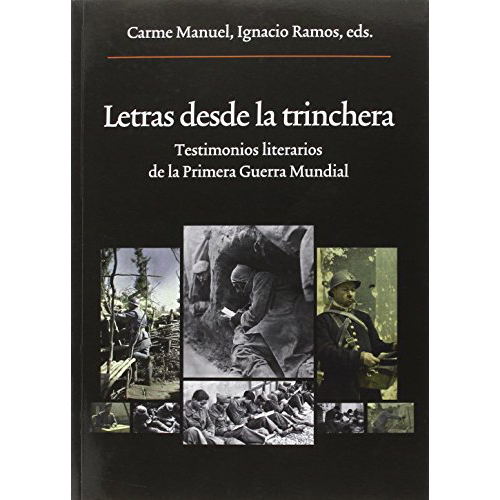 Carme Manuel, Ignacio Ramos, eds.
Letras desde la trinchera
Testimonios literarios
de la Primera Guerra Mundial